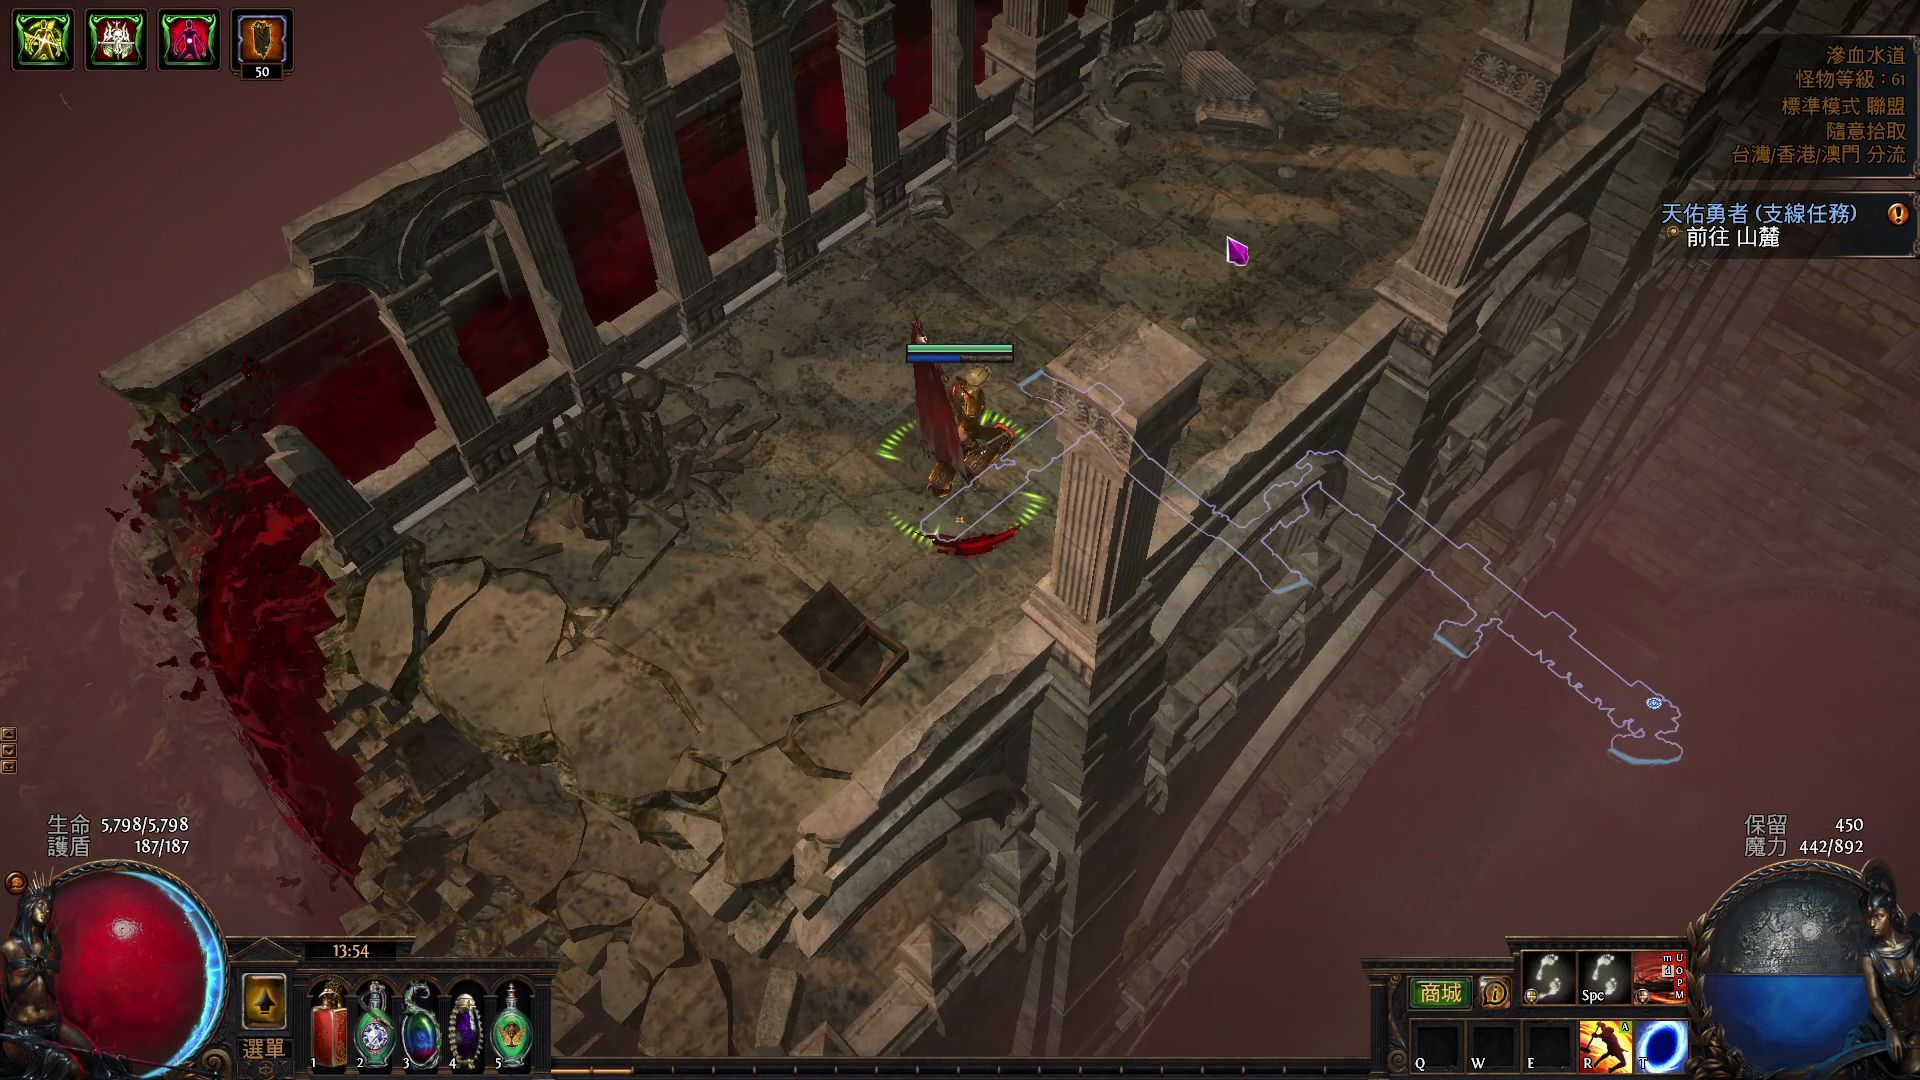 50
滲血水道
怪物等級：61
標準模式 聯盟
隨意拾取
台灣/香港/澳門 分流
天佑勇者 (支線任務)
前往 山麓
生命 5,798/5,798
護盾 187/187
保留 450
魔力 442/892
13:54
選單
1 2 3 4 5
商城
Spc
m U
d O
P
M
Q W E R A T